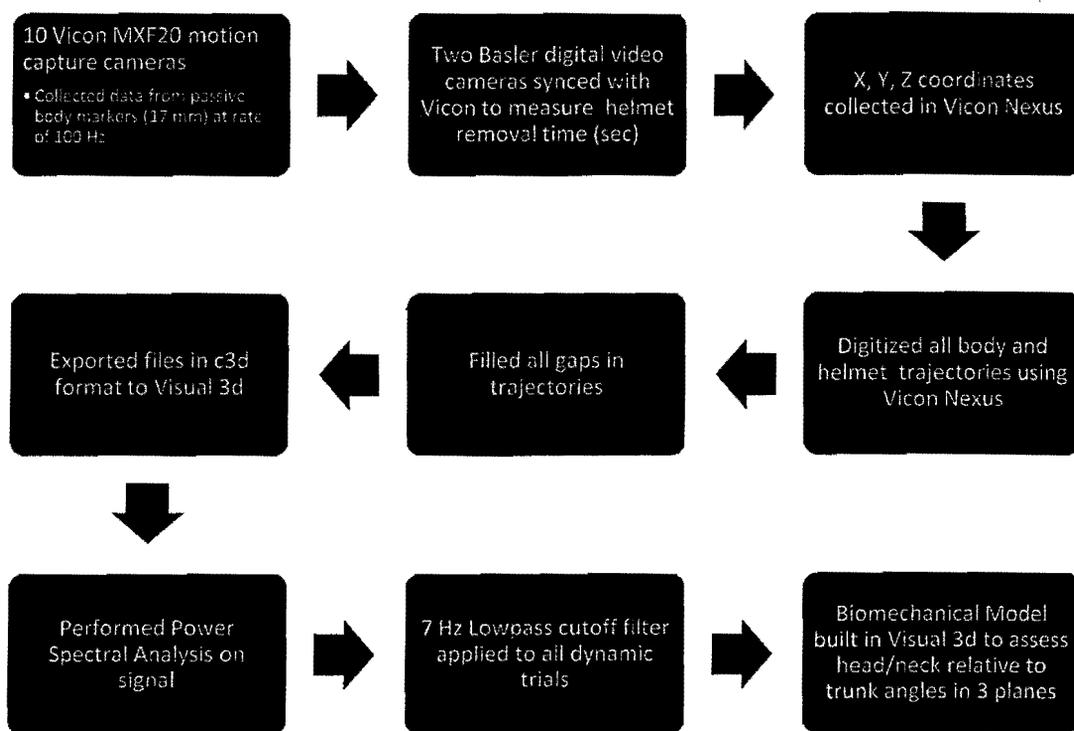 10 Vicon MXF20 motion
capture cameras
• Collected data from passive
body markers (17 mm) at rate
of 100 Hz
Two Basler digital video
cameras synced with
Vicon to measure helmet
removal time (sec)
X, Y, Z coordinates
collected in Vicon Nexus
Digitized all body and
helmet trajectories using
Vicon Nexus
Filled all gaps in
trajectories
Exported files in c3d
format to Visual 3d
Performed Power
Spectral Analysis on
signal
7 Hz Lowpass cutoff filter
applied to all dynamic
trials
Biomechanical Model
built in Visual 3d to assess
head/neck relative to
trunk angles in 3 planes